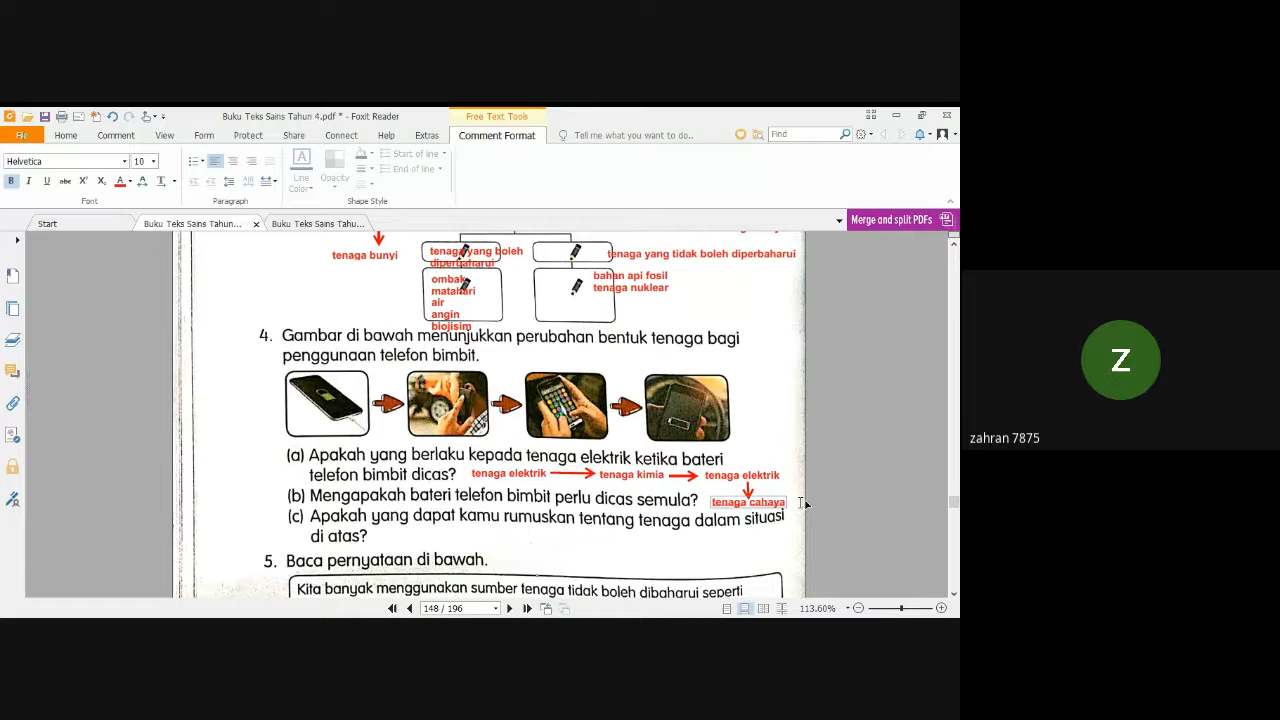 Buku Teks Sains Tahun 4.pdf * - Foxit Reader
Free Text Tools
File
Home
Comment
View
Form
Protect
Share
Connect
Help
Extras
Comment Format
Tell me what you want to do..
Find
Helvetica
10
Line Color
Opacity
Start of line
End of line
Font
Paragraph
Shape Style
Start
Buku Teks Sains Tahun...
Buku Teks Sains Tahu...
Merge and split PDFs
tenaga bunyi
tenaga yang boleh
diperbaharui
tenaga yang tidak boleh diperbaharui
ombak
matahari
air
angin
biojisim
bahan api fosil
tenaga nuklear
4. Gambar di bawah menunjukkan perubahan bentuk tenaga bagi
penggunaan telefon bimbit.
(a) Apakah yang berlaku kepada tenaga elektrik ketika bateri
telefon bimbit dicas?
tenaga elektrik
tenaga kimia
tenaga elektrik
(b) Mengapakah bateri telefon bimbit perlu dicas semula?
tenaga cahaya
(c) Apakah yang dapat kamu rumuskan tentang tenaga dalam situasi
di atas?
5. Baca pernyataan di bawah.
Kita banyak menggunakan sumber tenaga tidak boleh dibaharui seperti
148 / 196
113.60%
Z
zahran 7875